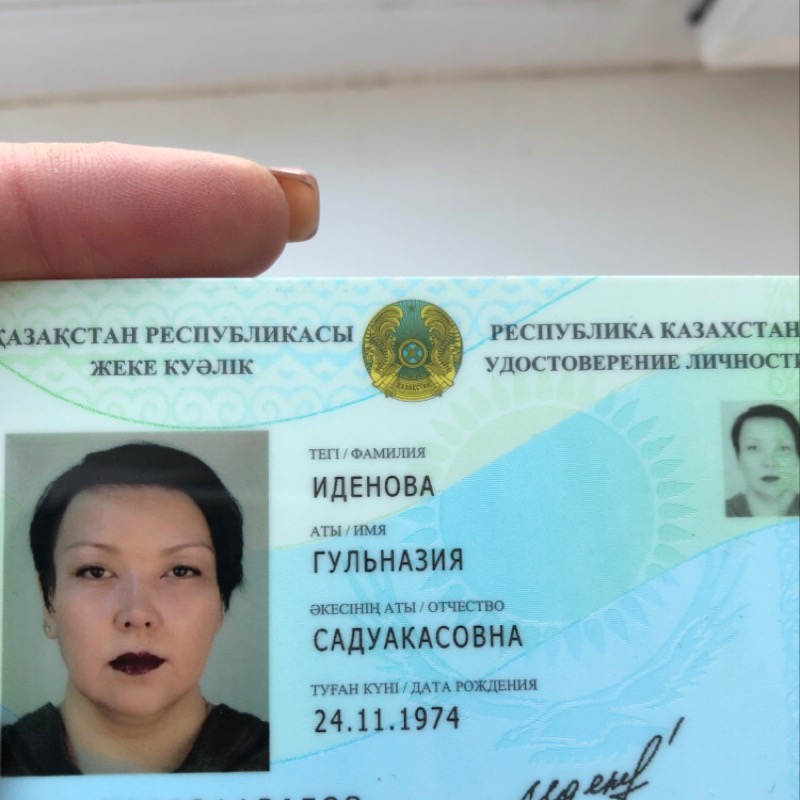 ҚАЗАҚСТАН РЕСПУБЛИКАСЫ
ЖЕКЕ КУӘЛІК
РЕСПУБЛИКА КАЗАХСТАН
УДОСТОВЕРЕНИЕ ЛИЧНОСТИ
ҚАЗАҚСТАН
ТЕГІ / ФАМИЛИЯ
ИДЕНОВА
АТЫ / ИМЯ
ГУЛЬНАЗИЯ
ӘКЕСІНІҢ АТЫ / ОТЧЕСТВО
САДУАКАСОВНА
ТУҒАН КҮНІ / ДАТА РОЖДЕНИЯ
24.11.1974